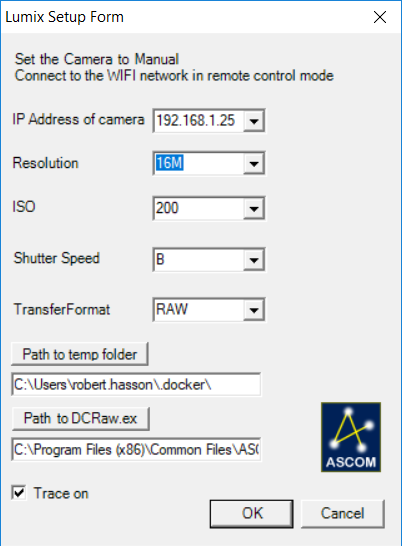 Lumix Setup Form
Set the Camera to Manual
Connect to the WIFI network in remote control mode
IP Address of camera 192.168.1.25
Resolution 16M
ISO 200
Shutter Speed B
TransferFormat RAW
Path to temp folder
C:\Users\robert.hasson\.docker\
Path to DCRaw.ex
C:\Program Files (x86)\Common Files\ASC
ASCOM
Trace on
OK Cancel